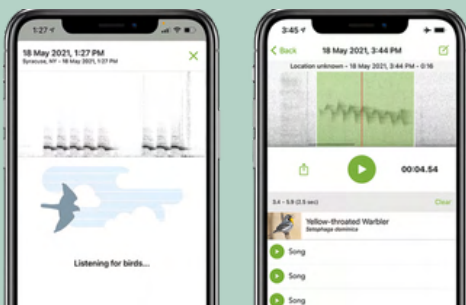 1:27
18 May 2021, 1:27 PM
Syracuse, NY - 18 May 2021, 1:27 PM
Listening for birds...
3:45
Back
18 May 2021, 3:44 PM
Location unknown - 18 May 2021, 3:44 PM - 0:16
00:04.54
3.4 - 5.9 (2.5 sec)
Clear
Yellow-throated Warbler
Setophaga dominica
Song
Song
Song